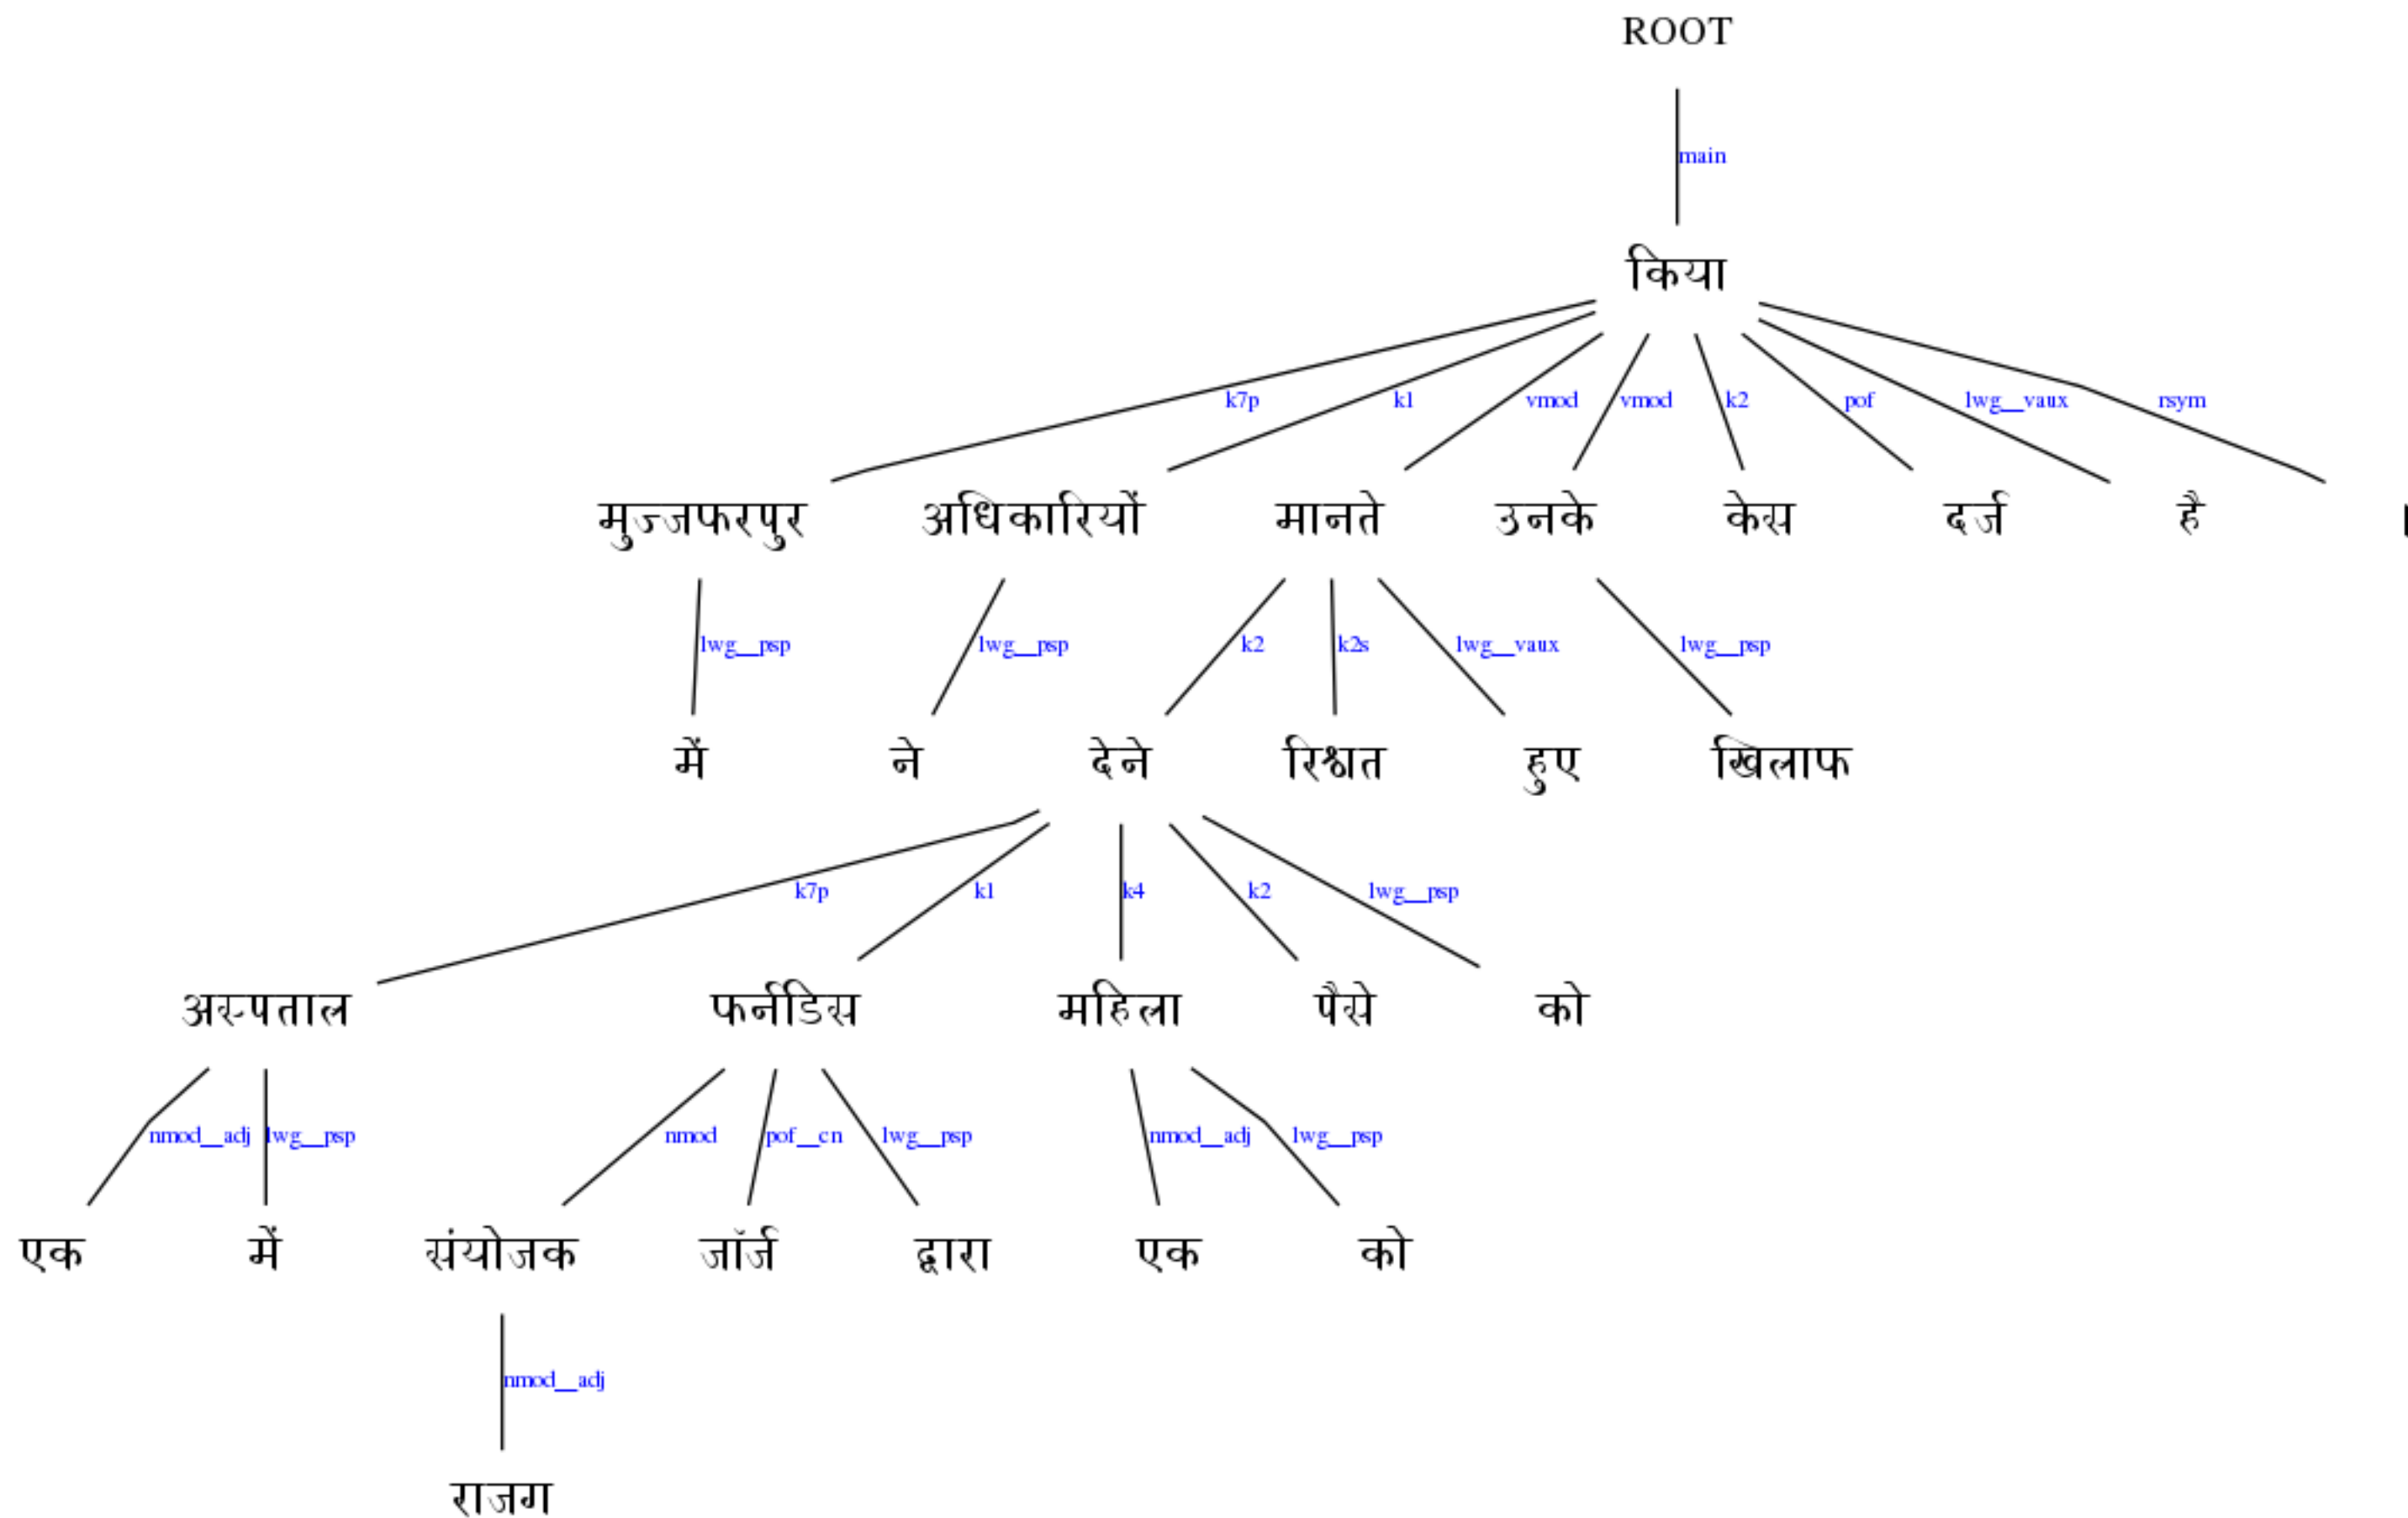 ROOT
main
किया
k7p k1 vmod vmod k2 pof lwg__vaux rsym
मुज्जफरपुर अधिकारियों मानते उनके केस दर्ज है ।
lwg__psp lwg__psp k2 k2s lwg__vaux lwg__psp
में ने देने रिश्वत हुए खिलाफ
k7p k1 k4 k2 lwg__psp
अस्पताल फर्नांडिस महिला पैसे को
nmod__adj lwg__psp nmod pof__cn lwg__psp nmod__adj lwg__psp
एक में संयोजक जॉर्ज द्वारा एक को
nmod__adj
राजग